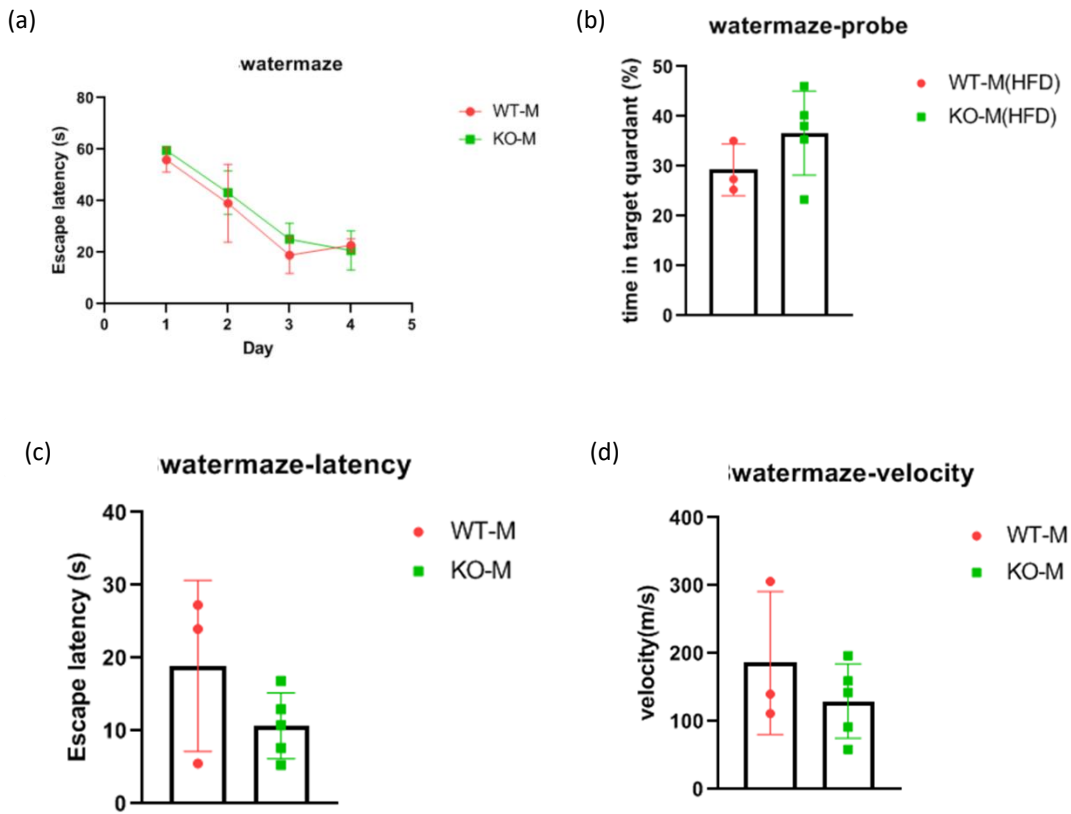 (a)
watermaze
Escape latency (s)
80
60
40
20
0
0
1
2
3
4
5
Day
WT-M
KO-M
(b)
watermaze-probe
time in target quardant (%)
50
40
30
20
10
0
WT-M(HFD)
KO-M(HFD)
(c)
watermaze-latency
Escape latency (s)
40
30
20
10
0
WT-M
KO-M
(d)
watermaze-velocity
velocity(m/s)
400
300
200
100
0
WT-M
KO-M